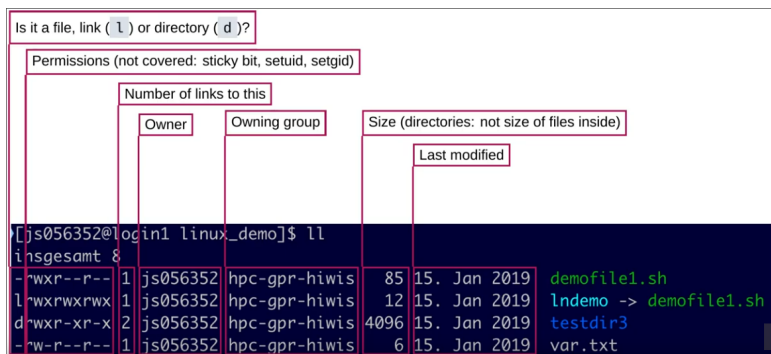 Is it a file, link ( l ) or directory ( d )?
Permissions (not covered: sticky bit, setuid, setgid)
Number of links to this
Owner
Owning group
Size (directories: not size of files inside)
Last modified
[js056352@login1 linux_demo]$ ll
insgesamt 8
-rwxr--r-- 1 js056352 hpc-gpr-hiwis 85 15. Jan 2019 demofile1.sh
lrwxrwxrwx 1 js056352 hpc-gpr-hiwis 12 15. Jan 2019 lndemo -> demofile1.sh
drwxr-xr-x 2 js056352 hpc-gpr-hiwis 4096 15. Jan 2019 testdir3
-rw-r--r-- 1 js056352 hpc-gpr-hiwis 6 15. Jan 2019 var.txt